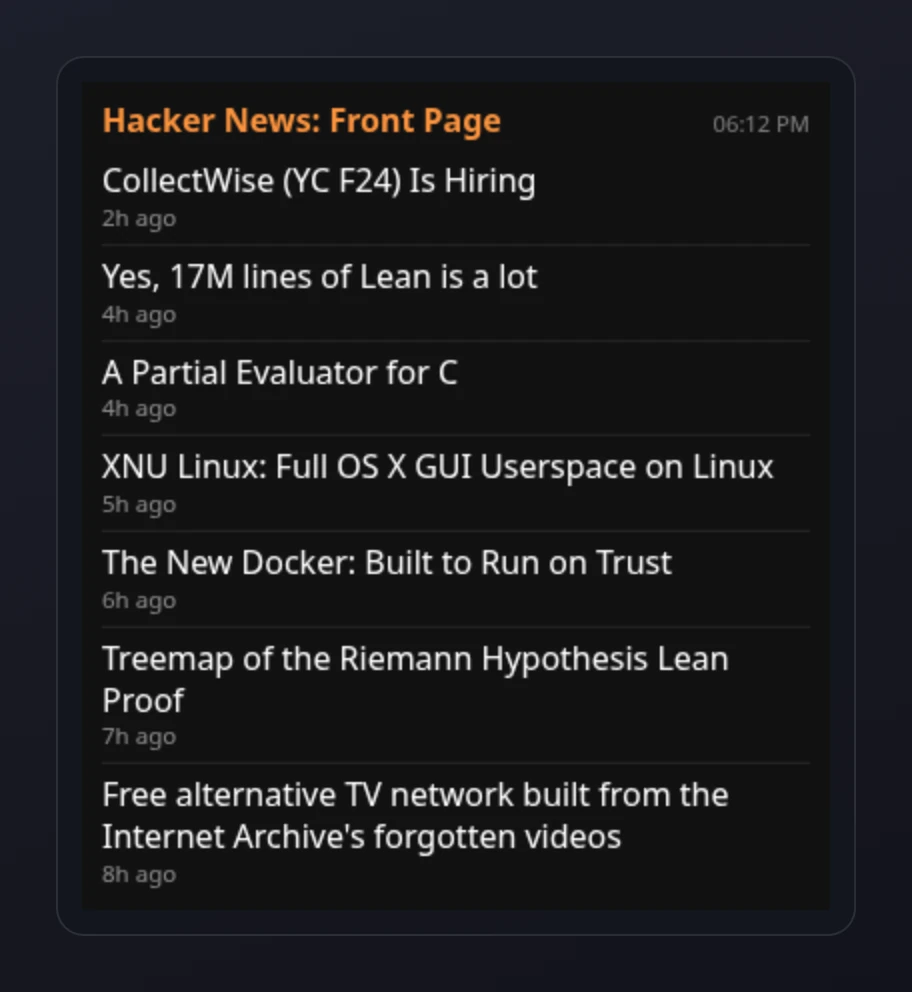 Hacker News: Front Page
06:12 PM
CollectWise (YC F24) Is Hiring
2h ago
Yes, 17M lines of Lean is a lot
4h ago
A Partial Evaluator for C
4h ago
XNU Linux: Full OS X GUI Userspace on Linux
5h ago
The New Docker: Built to Run on Trust
6h ago
Treemap of the Riemann Hypothesis Lean
Proof
7h ago
Free alternative TV network built from the
Internet Archive's forgotten videos
8h ago